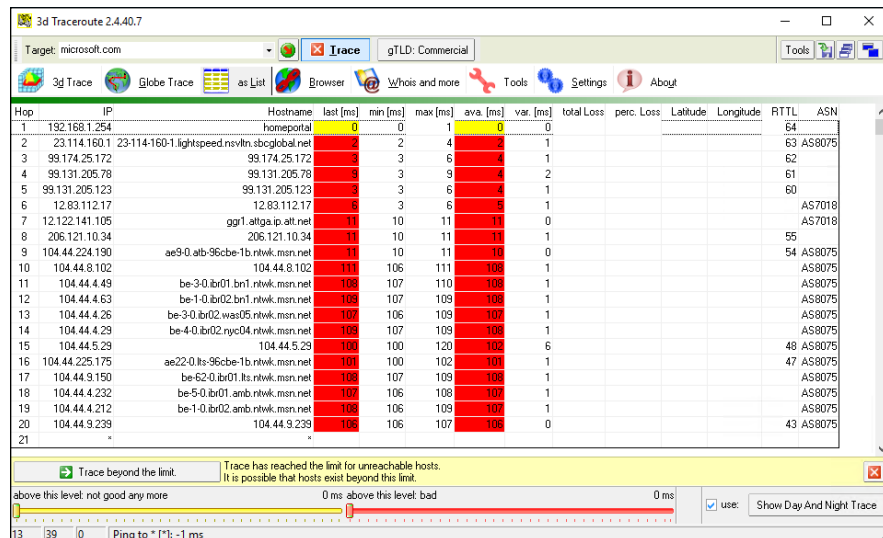 3d Traceroute 2.4.40.7
Target: microsoft.com Trace gTLD: Commercial Tools
3d Trace Globe Trace as List Browser Whois and more Tools Settings About
Hop IP Hostname last [ms] min [ms] max [ms] ava. [ms] var. [ms] total Loss perc. Loss Latitude Longitude RTTL ASN
1 192.168.1.254 homeportal 0 0 1 0 0 64
2 23.114.160.1 23-114-160-1.lightspeed.nsvltn.sbcglobal.net 2 2 4 2 1 63 AS8075
3 99.174.25.172 99.174.25.172 3 3 6 4 1 62
4 99.131.205.78 99.131.205.78 9 3 9 4 2 61
5 99.131.205.123 99.131.205.123 3 3 6 4 1 60
6 12.83.112.17 12.83.112.17 6 3 6 5 1 AS7018
7 12.122.141.105 ggr1.attga.ip.att.net 11 10 11 11 0 AS7018
8 206.121.10.34 206.121.10.34 11 10 11 11 1 55
9 104.44.224.190 ae9-0.atb-96cbe-1b.ntwk.msn.net 11 10 11 10 0 54 AS8075
10 104.44.8.102 104.44.8.102 111 106 111 108 1 AS8075
11 104.44.4.49 be-3-0.ibr01.bn1.ntwk.msn.net 108 107 110 108 1 AS8075
12 104.44.4.63 be-1-0.ibr02.bn1.ntwk.msn.net 109 107 109 108 1 AS8075
13 104.44.4.26 be-3-0.ibr02.was05.ntwk.msn.net 107 106 109 107 1 AS8075
14 104.44.4.29 be-4-0.ibr02.nyc04.ntwk.msn.net 109 107 109 108 1 AS8075
15 104.44.5.29 104.44.5.29 100 100 120 102 6 48 AS8075
16 104.44.225.175 ae22-0.lts-96cbe-1b.ntwk.msn.net 101 100 102 101 1 47 AS8075
17 104.44.9.150 be-62-0.ibr01.lts.ntwk.msn.net 108 107 109 108 1 AS8075
18 104.44.4.232 be-5-0.ibr01.amb.ntwk.msn.net 107 106 108 107 1 AS8075
19 104.44.4.212 be-1-0.ibr02.amb.ntwk.msn.net 108 106 109 107 1 AS8075
20 104.44.9.239 104.44.9.239 106 106 107 106 0 43 AS8075
21 * *
Trace beyond the limit. Trace has reached the limit for unreachable hosts.
It is possible that hosts exist beyond this limit.
above this level: not good any more 0 ms above this level: bad 0 ms
use: Show Day And Night Trace
13 39 0 Ping to * [*]: -1 ms